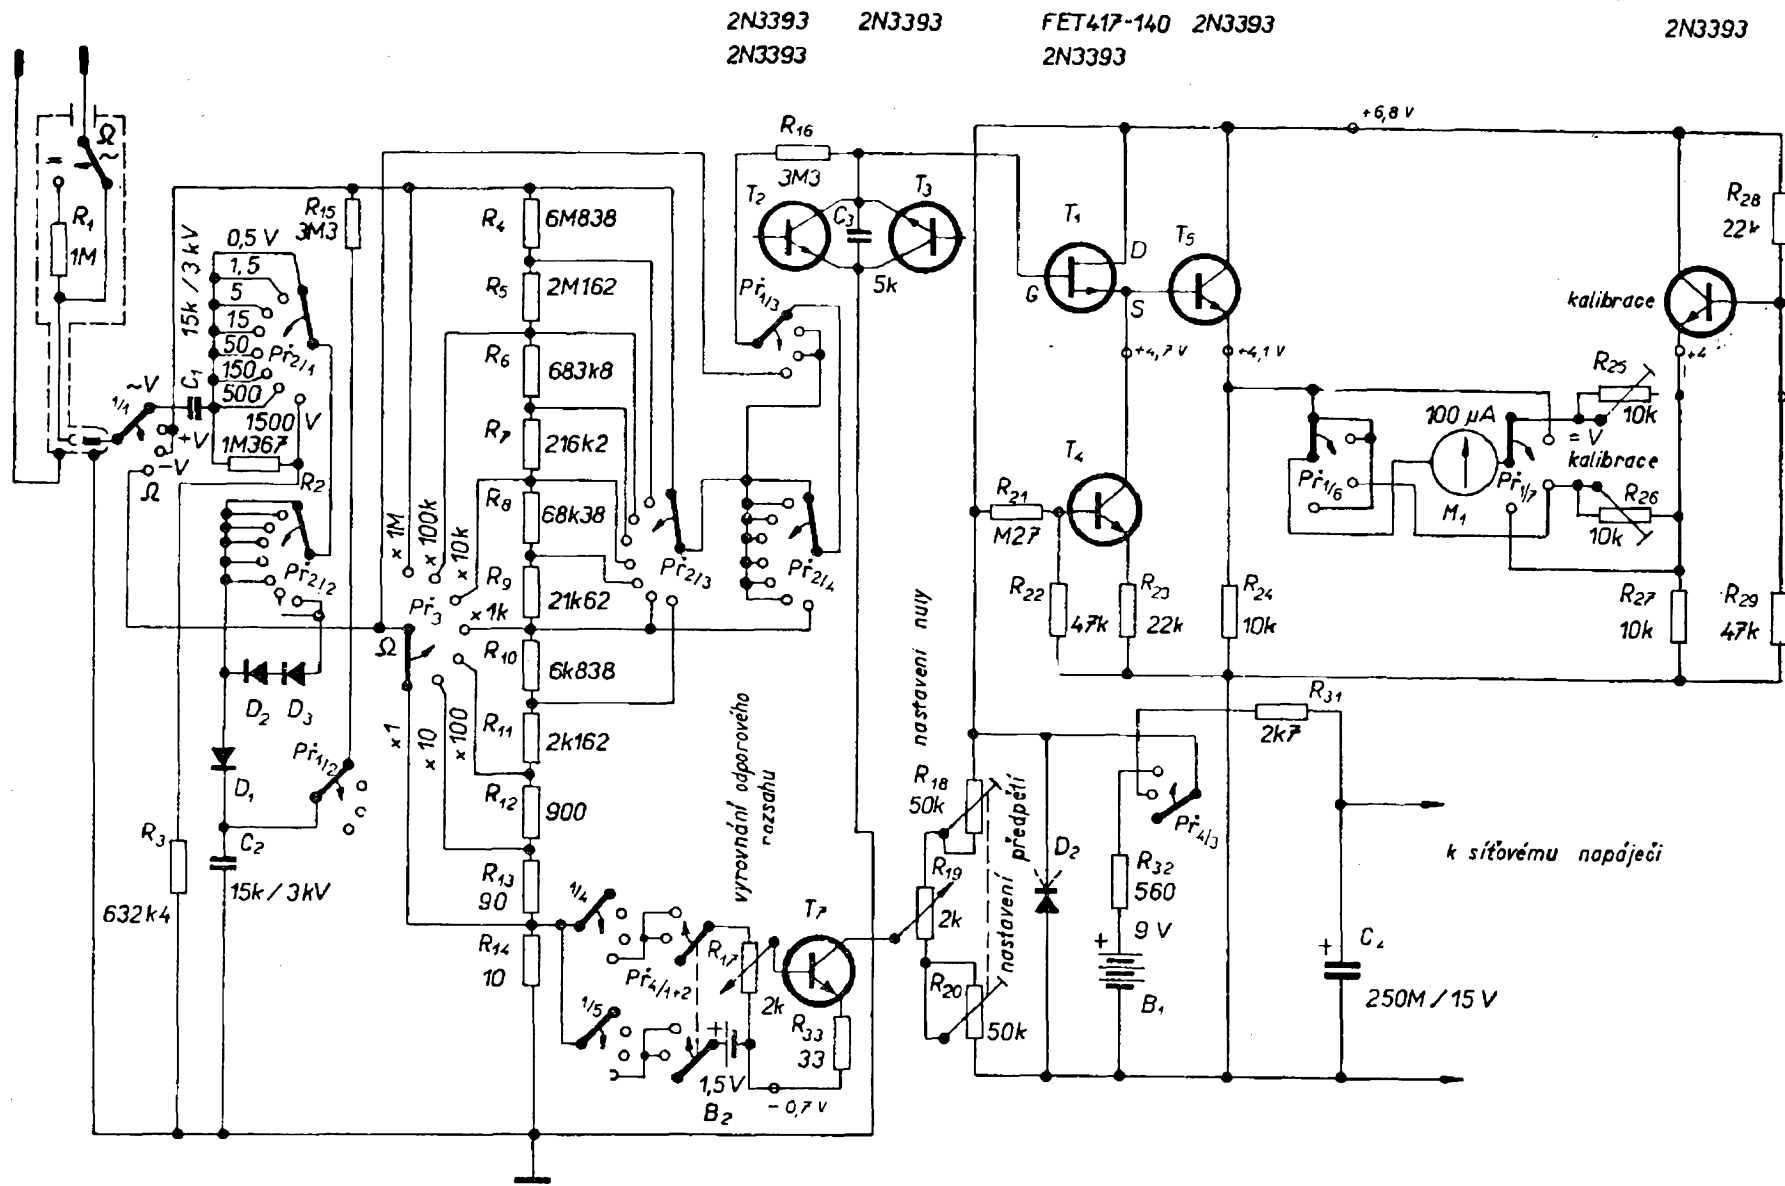 2N3393 2N3393 FET417-140 2N3393 2N3393
2N3393 2N3393
+6,8 V
R16
3M3
Ω
~
=
R1
1M
15k / 3 kV
C1
0,5 V
1,5
5
15
50
150
500
1500 V
1M367
R2
Př2/1
R15
3M3
R4 6M838
R5 2M162
R6 683k8
R7 216k2
R8 68k38
R9 21k62
R10 6k838
R11 2k162
R12 900
R13 90
R14 10
T2
C3
T3
5k
Př1/3
T1
G
D
S
T5
+4,7 V
+4,1 V
kalibrace
+4
R28
22k
R25
10k
100 µA
M1
= V
kalibrace
Př1/6
Př1/7
R26
10k
~V
1/1
+V
-V
Ω
Př2/2
D2 D3
D1
Př1/2
R3
632k4
C2
15k / 3kV
x 1M
x 100k
x 10k
x 1k
Př3
Ω
x 1
x 10
x 100
Př2/3
Př2/4
T4
R21
M27
R22
47k
R23
22k
R24
10k
R27
10k
R29
47k
R31
2k7
vyrovnání odporového
rozsahu
nastavení nuly
nastavení předpětí
R18
50k
R19
2k
R20
50k
D2
Př4/3
R32
560
9 V
+
B1
+
C4
250M / 15 V
k síťovému napáječi
1/4
1/5
Př4/1+2
R17
2k
T7
R33
33
+
1,5 V
B2
- 0,7 V